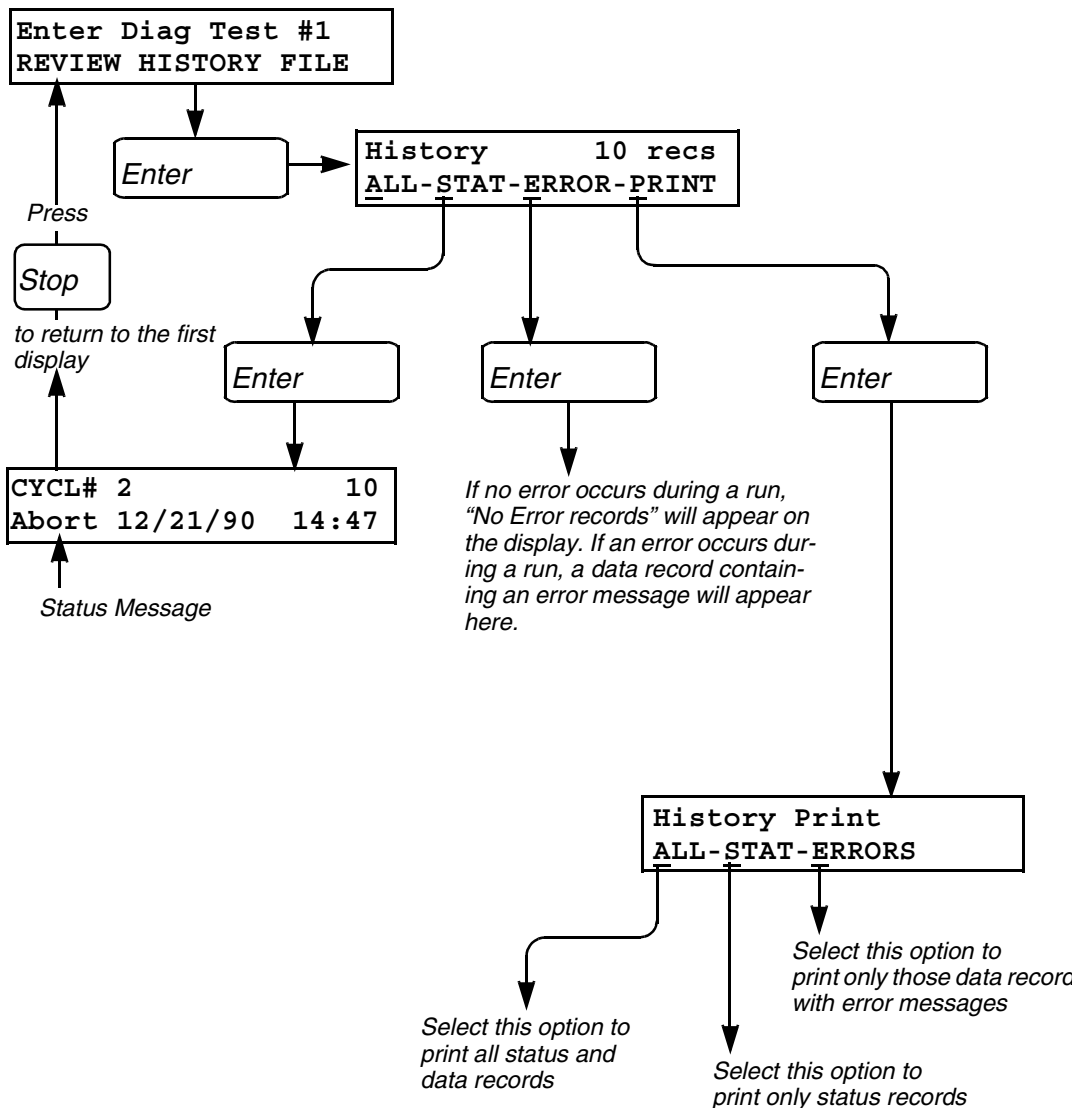 Enter Diag Test #1
REVIEW HISTORY FILE
Enter
History 10 recs
ALL-STAT-ERROR-PRINT
Press
Stop
to return to the first
display
Enter
Enter
Enter
CYCL# 2 10
Abort 12/21/90 14:47
Status Message
If no error occurs during a run,
“No Error records” will appear on
the display. If an error occurs dur-
ing a run, a data record contain-
ing an error message will appear
here.
History Print
ALL-STAT-ERRORS
Select this option to
print only those data record
with error messages
Select this option to
print all status and
data records
Select this option to
print only status records